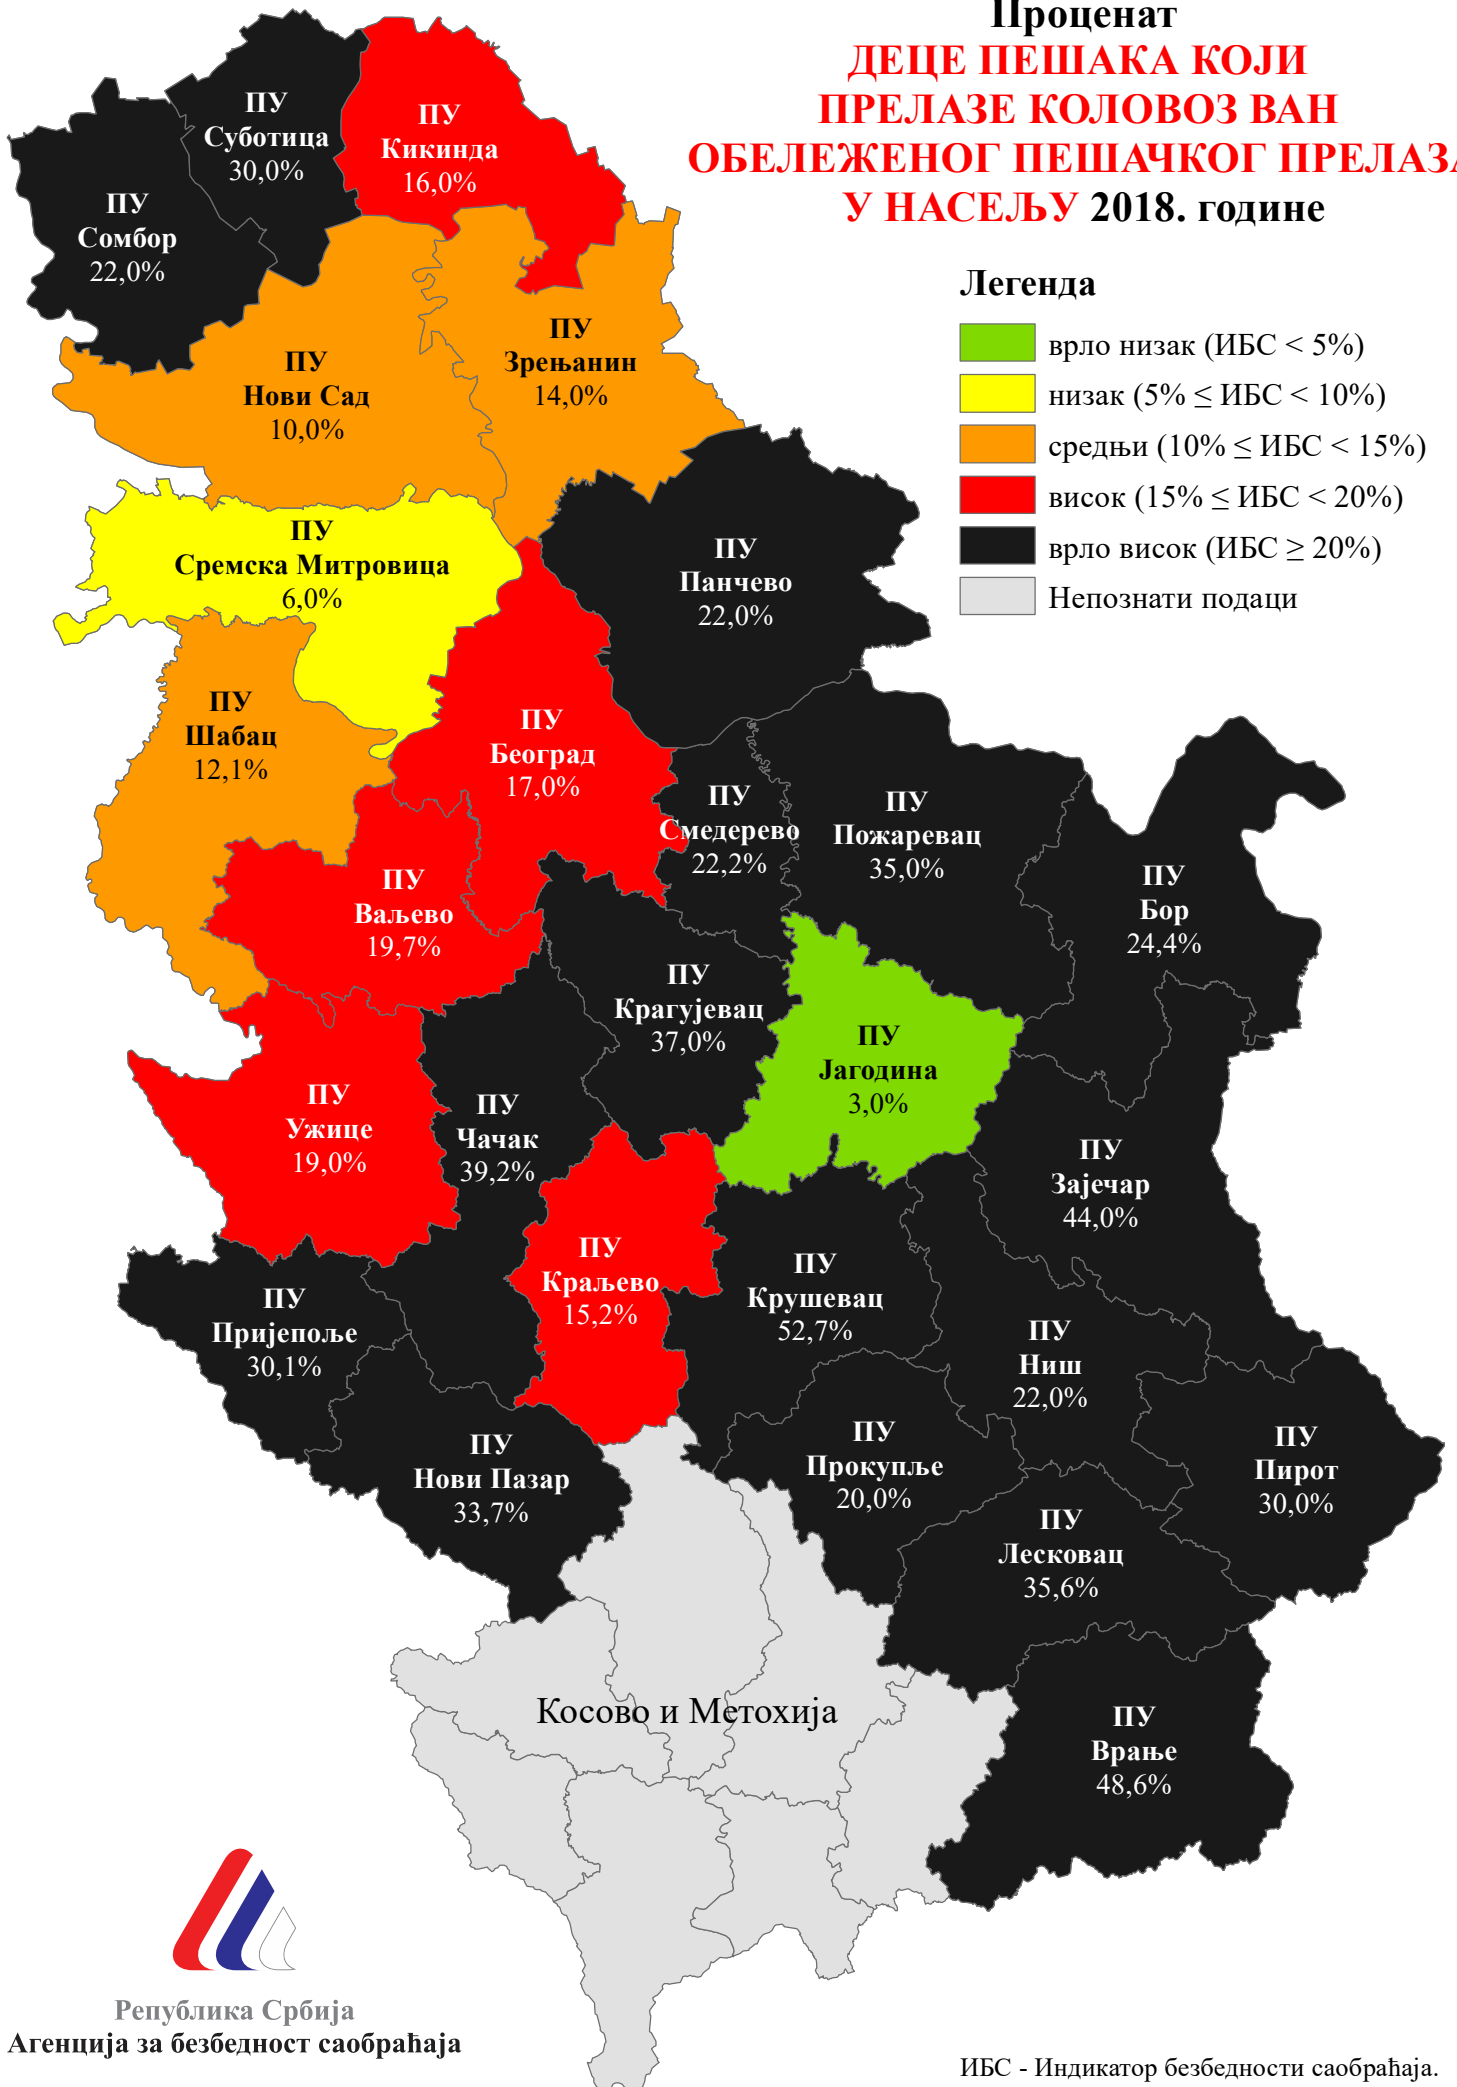 Проценат
ДЕЦЕ ПЕШАКА КОЈИ
ПРЕЛАЗЕ КОЛОВОЗ ВАН
ОБЕЛЕЖЕНОГ ПЕШАЧКОГ ПРЕЛАЗА
У НАСЕЉУ 2018. године
Легенда
врло низак (ИБС < 5%)
низак (5% ≤ ИБС < 10%)
средњи (10% ≤ ИБС < 15%)
висок (15% ≤ ИБС < 20%)
врло висок (ИБС ≥ 20%)
Непознати подаци
ПУ
Суботица
30,0%
ПУ
Кикинда
16,0%
ПУ
Сомбор
22,0%
ПУ
Зрењанин
14,0%
ПУ
Нови Сад
10,0%
ПУ
Сремска Митровица
6,0%
ПУ
Панчево
22,0%
ПУ
Шабац
12,1%
ПУ
Београд
17,0%
ПУ
Смедерево
22,2%
ПУ
Пожаревац
35,0%
ПУ
Бор
24,4%
ПУ
Ваљево
19,7%
ПУ
Крагујевац
37,0%
ПУ
Јагодина
3,0%
ПУ
Ужице
19,0%
ПУ
Чачак
39,2%
ПУ
Зајечар
44,0%
ПУ
Краљево
15,2%
ПУ
Крушевац
52,7%
ПУ
Пријепоље
30,1%
ПУ
Ниш
22,0%
ПУ
Нови Пазар
33,7%
ПУ
Прокупље
20,0%
ПУ
Пирот
30,0%
ПУ
Лесковац
35,6%
Косово и Метохија
ПУ
Врање
48,6%
Република Србија
Агенција за безбедност саобраћаја
ИБС - Индикатор безбедности саобраћаја.